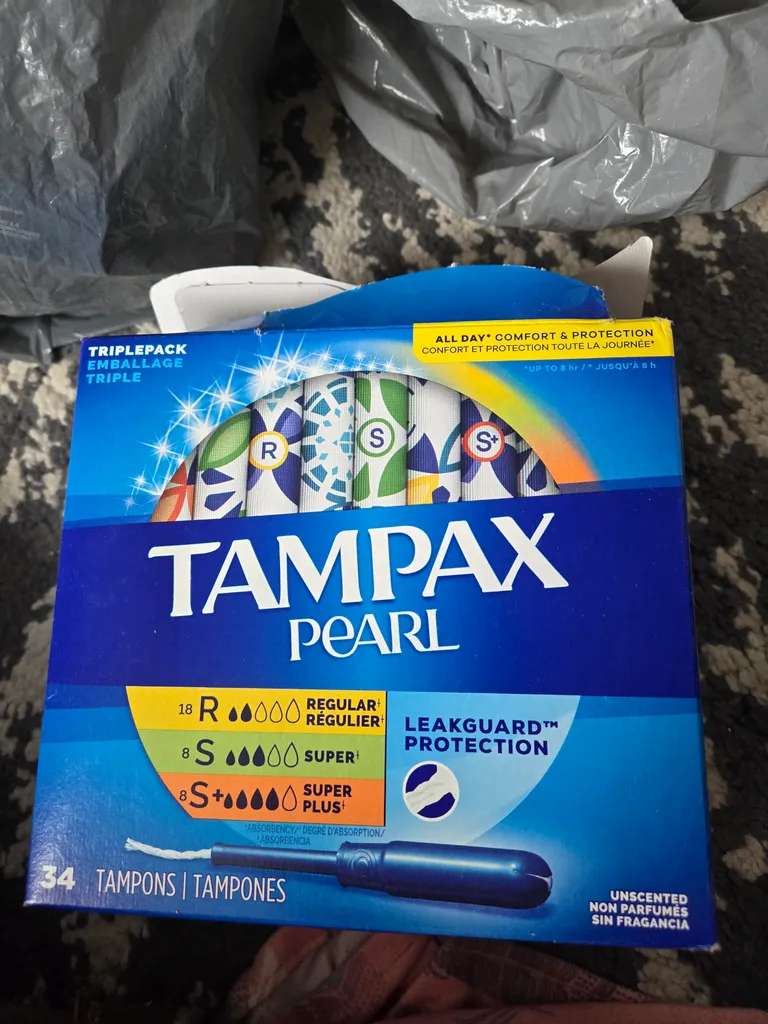 TRIPLEPACK
EMBALLAGE
TRIPLE
ALL DAY* COMFORT & PROTECTION
CONFORT ET PROTECTION TOUTE LA JOURNÉE*
*UP TO 8 hr / * JUSQU'À 8 h
R
S
S+
TAMPAX
PEARL
18 R REGULAR†
RÉGULIER†
8 S SUPER†
8 S+ SUPER
PLUS†
†ABSORBENCY/† DEGRÉ D'ABSORPTION/
† ABSORBENCIA
LEAKGUARD™
PROTECTION
34 TAMPONS | TAMPONES
UNSCENTED
NON PARFUMÉS
SIN FRAGANCIA